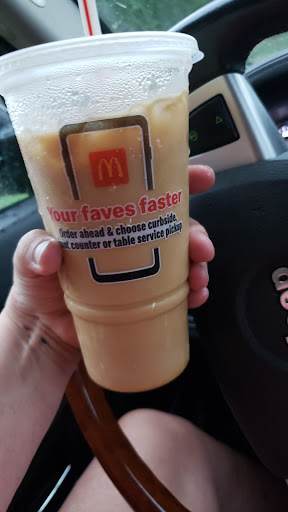 Your faves faster
Order ahead & choose curbside,
counter or table service pickup